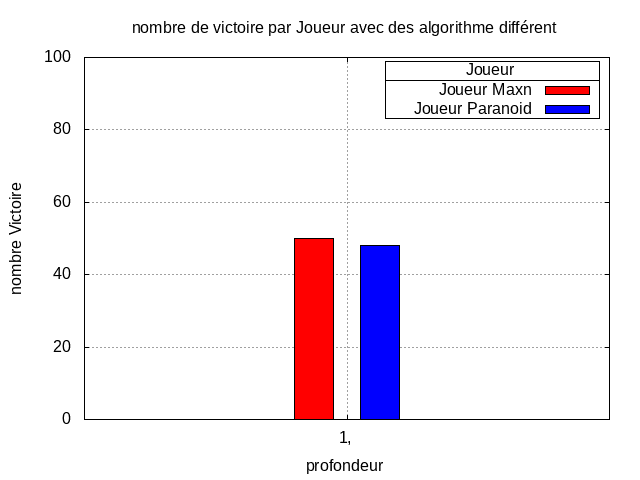 nombre de victoire par Joueur avec des algorithme différent
Joueur
Joueur Maxn
Joueur Paranoid
nombre Victoire
100
80
60
40
20
0
1,
profondeur